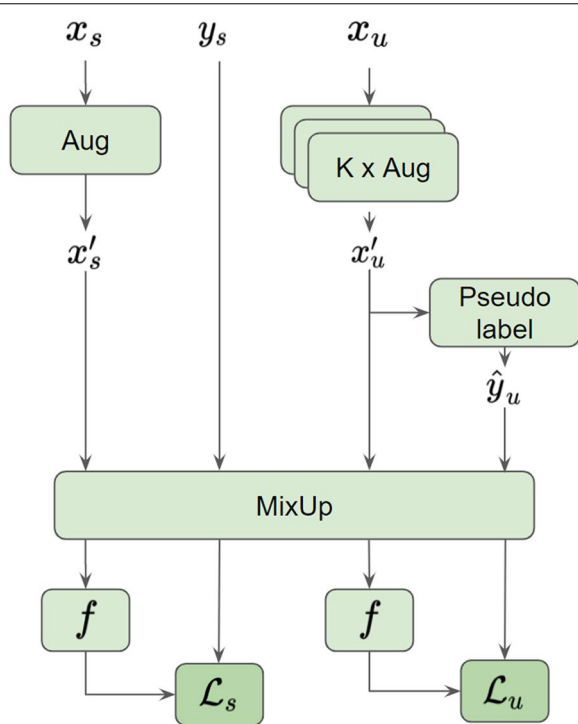 x_s y_s x_u
Aug
K x Aug
x'_s x'_u
Pseudo
label
ŷ_u
MixUp
f f
ℒ_s ℒ_u